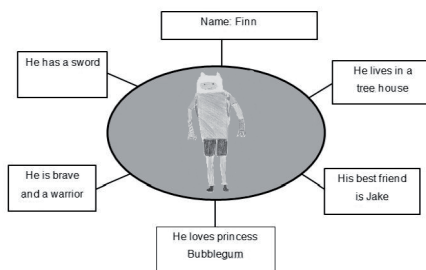 Name: Finn
He has a sword
He lives in a
tree house
He is brave
and a warrior
His best friend
is Jake
He loves princess
Bubblegum